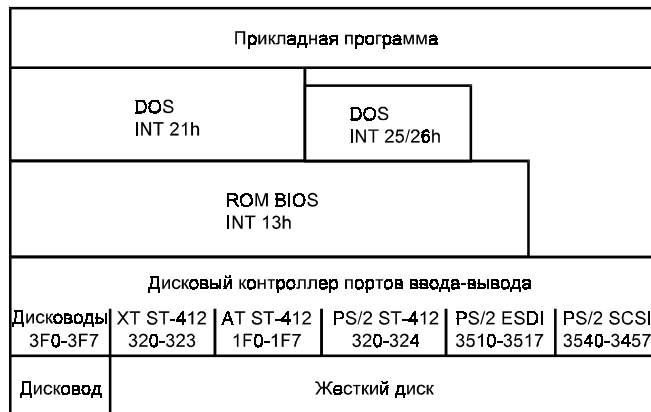 Прикладная программа
DOS
INT 21h
DOS
INT 25/26h
ROM BIOS
INT 13h
Дисковый контроллер портов ввода-вывода
Дисководы XT ST-412 AT ST-412 PS/2 ST-412 PS/2 ESDI PS/2 SCSI
3F0-3F7 320-323 1F0-1F7 320-324 3510-3517 3540-3457
Дисковод Жесткий диск